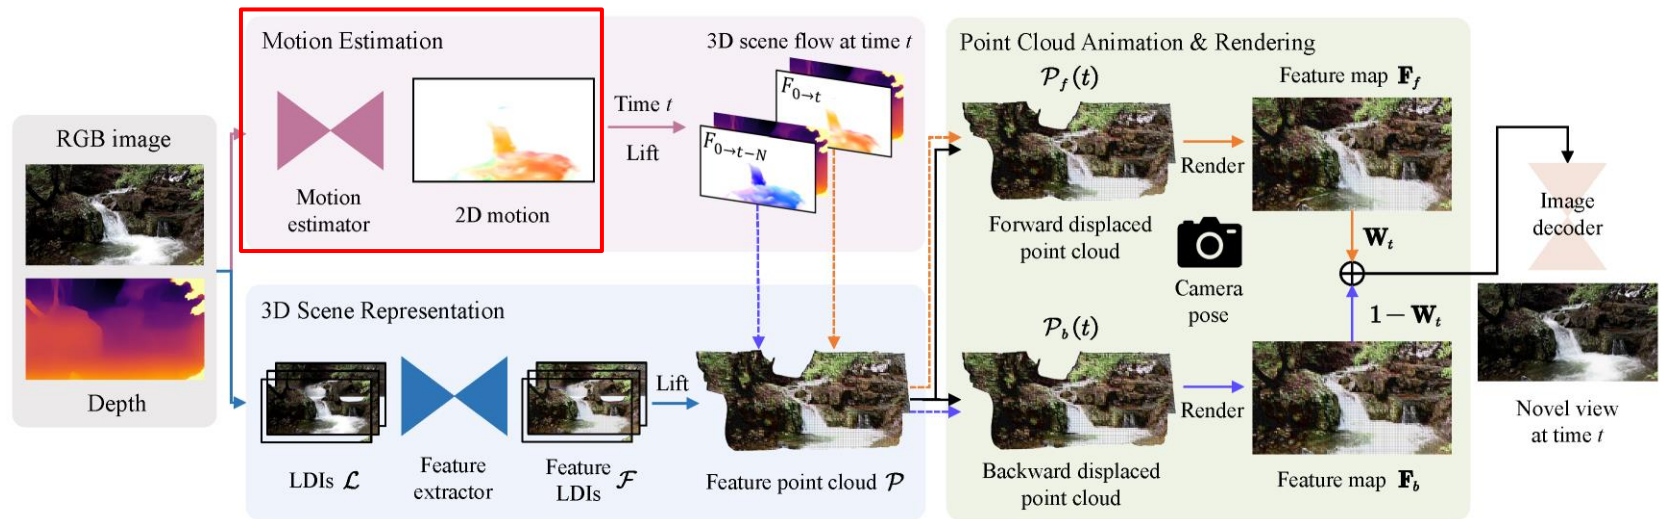 RGB image
Depth
Motion Estimation
Motion
estimator
2D motion
Time t
Lift
3D scene flow at time t
F0→t
F0→t−N
3D Scene Representation
LDIs ℒ
Feature
extractor
Feature
LDIs ℱ
Lift
Feature point cloud 𝒫
Point Cloud Animation & Rendering
𝒫f(t)
Forward displaced
point cloud
Render
Feature map 𝐅f
Camera
pose
Wt
1 − Wt
𝒫b(t)
Backward displaced
point cloud
Render
Feature map 𝐅b
Image
decoder
Novel view
at time t